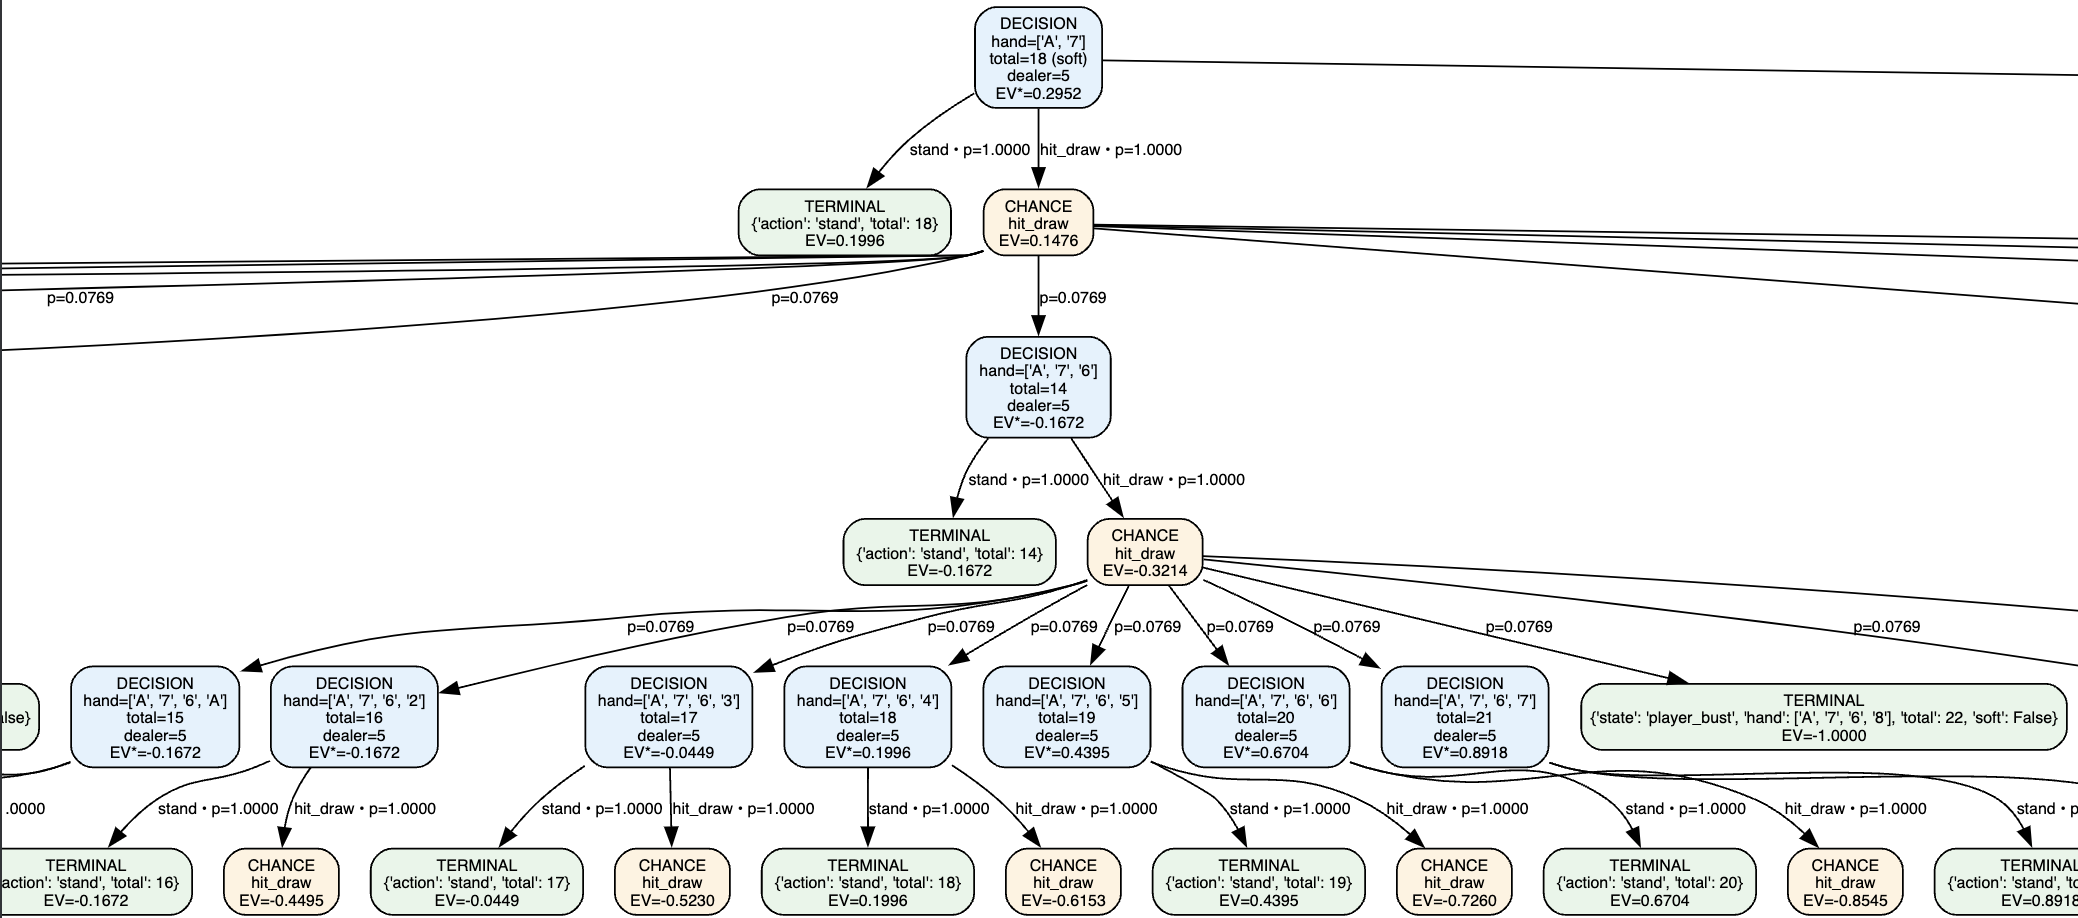 DECISION
hand=['A', '7']
total=18 (soft)
dealer=5
EV*=0.2952
stand • p=1.0000
hit_draw • p=1.0000
TERMINAL
{'action': 'stand', 'total': 18}
EV=0.1996
CHANCE
hit_draw
EV=0.1476
p=0.0769
p=0.0769
p=0.0769
DECISION
hand=['A', '7', '6']
total=14
dealer=5
EV*=-0.1672
stand • p=1.0000
hit_draw • p=1.0000
TERMINAL
{'action': 'stand', 'total': 14}
EV=-0.1672
CHANCE
hit_draw
EV=-0.3214
p=0.0769
p=0.0769
p=0.0769
p=0.0769
p=0.0769
p=0.0769
p=0.0769
p=0.0769
p=0.0769
alse}
DECISION
hand=['A', '7', '6', 'A']
total=15
dealer=5
EV*=-0.1672
DECISION
hand=['A', '7', '6', '2']
total=16
dealer=5
EV*=-0.1672
DECISION
hand=['A', '7', '6', '3']
total=17
dealer=5
EV*=-0.0449
DECISION
hand=['A', '7', '6', '4']
total=18
dealer=5
EV*=0.1996
DECISION
hand=['A', '7', '6', '5']
total=19
dealer=5
EV*=0.4395
DECISION
hand=['A', '7', '6', '6']
total=20
dealer=5
EV*=0.6704
DECISION
hand=['A', '7', '6', '7']
total=21
dealer=5
EV*=0.8918
TERMINAL
{'state': 'player_bust', 'hand': ['A', '7', '6', '8'], 'total': 22, 'soft': False}
EV=-1.0000
.0000
stand • p=1.0000
hit_draw • p=1.0000
stand • p=1.0000
hit_draw • p=1.0000
stand • p=1.0000
hit_draw • p=1.0000
stand • p=1.0000
hit_draw • p=1.0000
stand • p=1.0000
hit_draw • p=1.0000
stand • p
TERMINAL
action': 'stand', 'total': 16}
EV=-0.1672
CHANCE
hit_draw
EV=-0.4495
TERMINAL
{'action': 'stand', 'total': 17}
EV=-0.0449
CHANCE
hit_draw
EV=-0.5230
TERMINAL
{'action': 'stand', 'total': 18}
EV=0.1996
CHANCE
hit_draw
EV=-0.6153
TERMINAL
{'action': 'stand', 'total': 19}
EV=0.4395
CHANCE
hit_draw
EV=-0.7260
TERMINAL
{'action': 'stand', 'total': 20}
EV=0.6704
CHANCE
hit_draw
EV=-0.8545
TERMINAL
{'action': 'stand', 'to
EV=0.8918